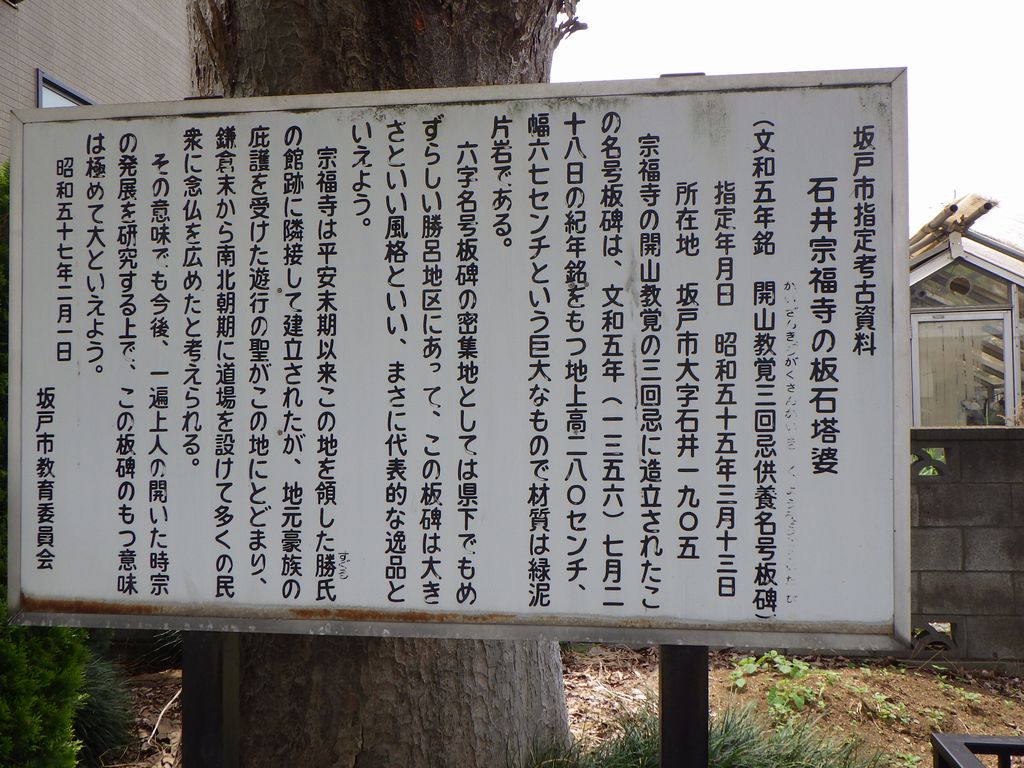 坂戸市指定考古資料
石井宗福寺の板石塔婆
(文和五年銘 開山教覚三回忌供養名号板碑)
指定年月日 昭和五十五年三月十三日
所在地 坂戸市大字石井一九〇五
宗福寺の開山教覚の三回忌に造立されたこ
の名号板碑は、文和五年(一三五六)七月二
十八日の紀年銘をもつ地上高二八〇センチ、
幅六七センチという巨大なもので材質は緑泥
片岩である。
六字名号板碑の密集地としては県下でもめ
ずらしい勝呂地区にあって、この板碑は大き
さといい風格といい、まさに代表的な逸品と
いえよう。
宗福寺は平安末期以来この地を領した勝氏
の館跡に隣接して建立されたが、地元豪族の
庇護を受けた遊行の聖がこの地にとどまり、
鎌倉末から南北朝期に道場を設けて多くの民
衆に念仏を広めたと考えられる。
その意味でも今後、一遍上人の開いた時宗
の発展を研究する上で、この板碑のもつ意味
は極めて大といえよう。
昭和五十七年二月一日
坂戸市教育委員会